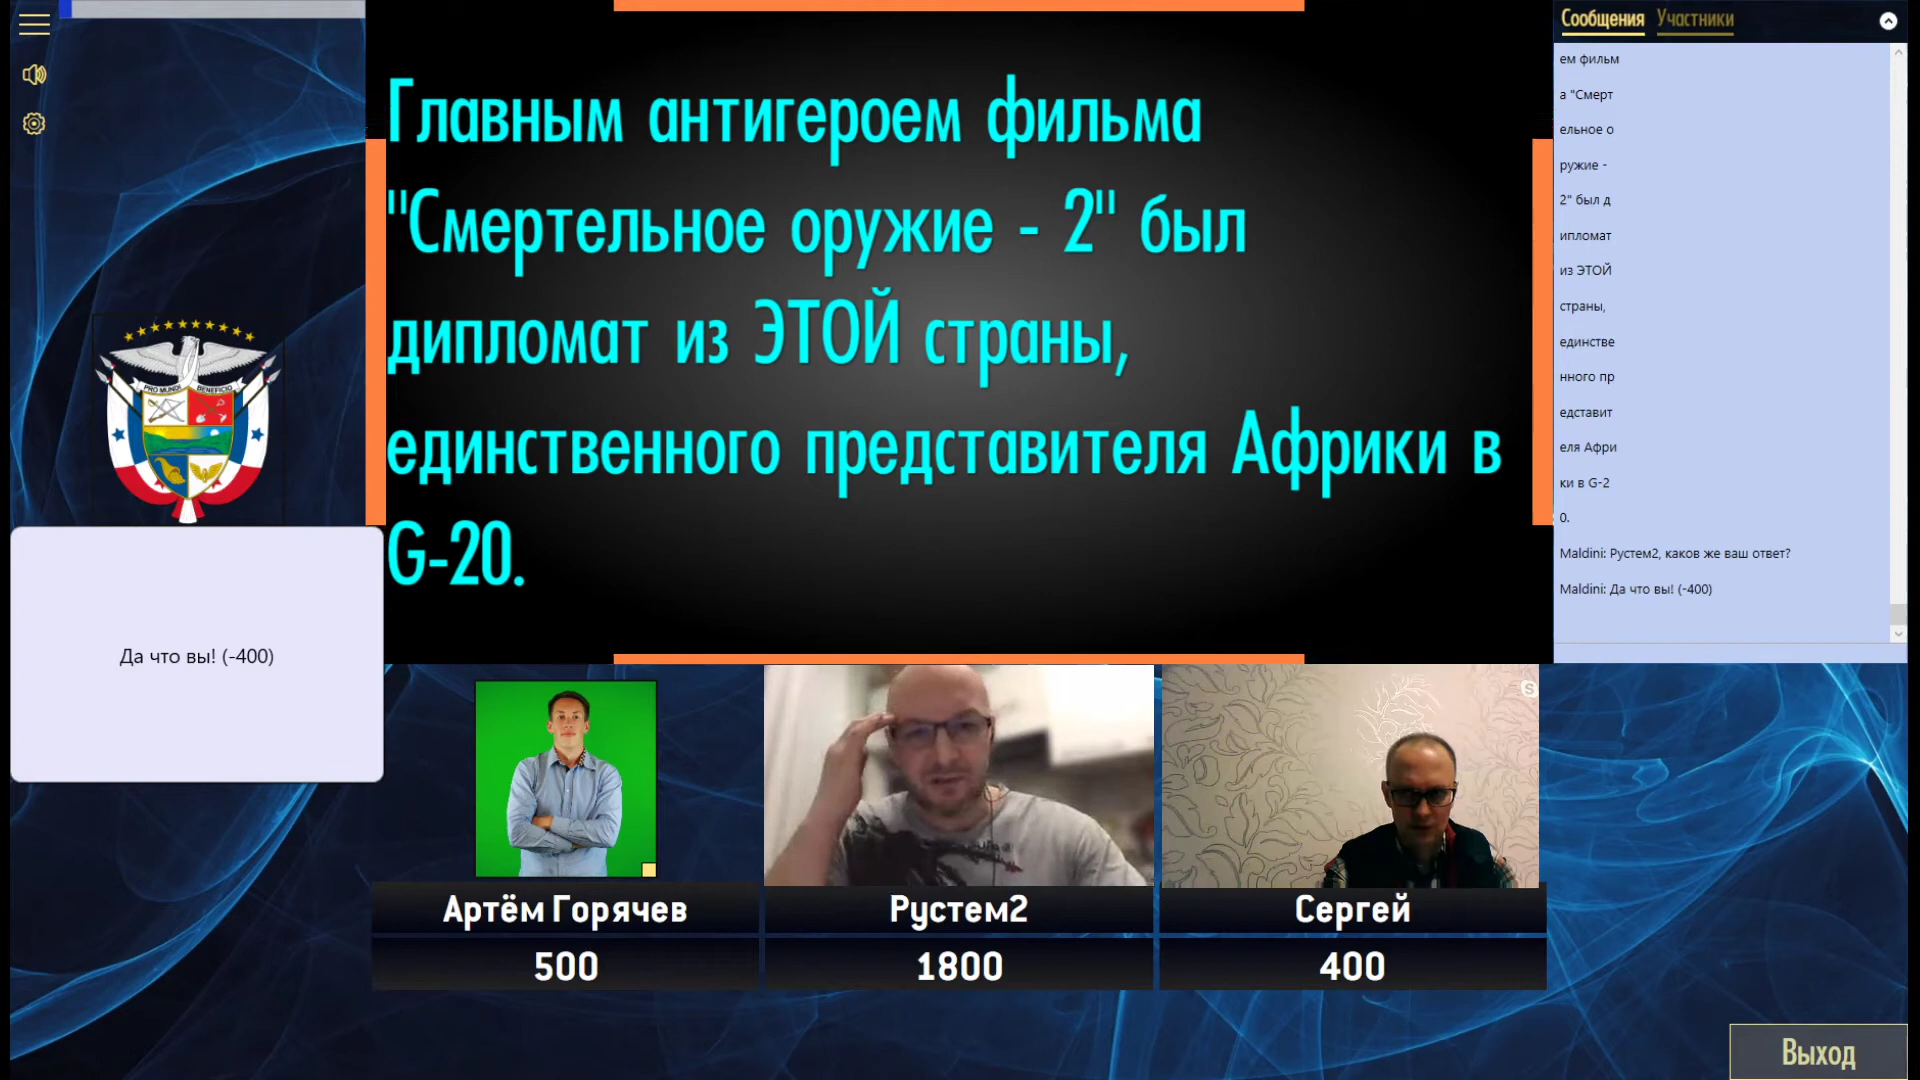 Сообщения Участники
Главным антигероем фильма
"Смертельное оружие - 2" был
дипломат из ЭТОЙ страны,
единственного представителя Африки в
G-20.
ем фильм
а "Смерт
ельное о
ружие -
2" был д
ипломат
из ЭТОЙ
страны,
единстве
нного пр
едставит
еля Афри
ки в G-2
0.
Maldini: Рустем2, каков же ваш ответ?
Maldini: Да что вы! (-400)
PRO MUNDI BENEFICIO
Да что вы! (-400)
S
Артём Горячев
Рустем2
Сергей
500
1800
400
Выход